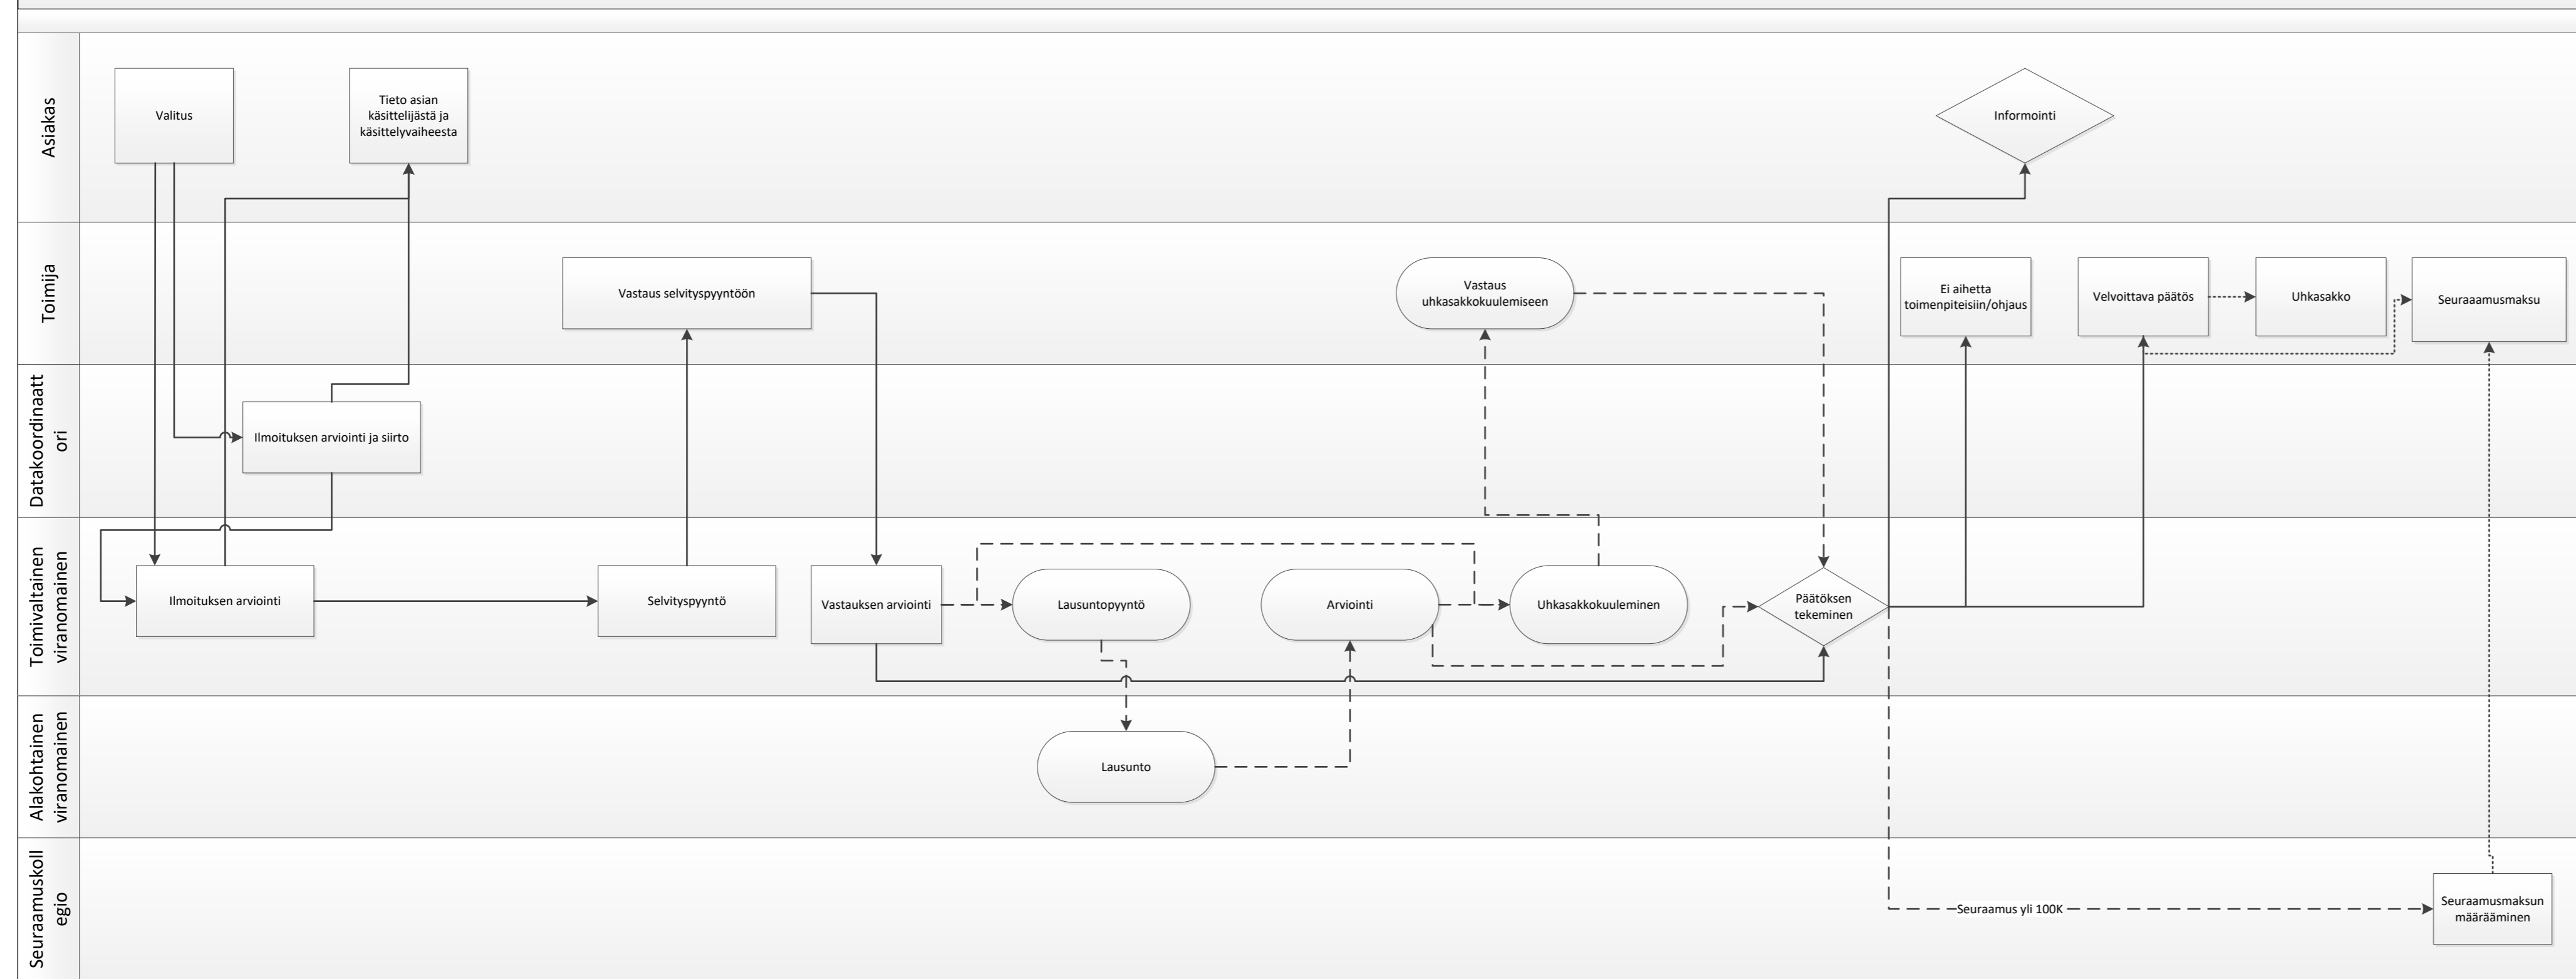 Asiakas
Valitus
Tieto asian
käsittelijästä ja
käsittelyvaiheesta
Informointi
Toimija
Vastaus selvityspyyntöön
Vastaus
uhkasakkokuulemiseen
Ei aihetta
toimenpiteisiin/ohjaus
Velvoittava päätös
Uhkasakko
Seuraaamusmaksu
Datakoordinaatt
ori
Ilmoituksen arviointi ja siirto
Toimivaltainen
viranomainen
Ilmoituksen arviointi
Selvityspyyntö
Vastauksen arviointi
Lausuntopyyntö
Arviointi
Uhkasakkokuuleminen
Päätöksen
tekeminen
Alakohtainen
viranomainen
Lausunto
Seuraamuskoll
egio
Seuraamus yli 100K
Seuraamusmaksun
määrääminen